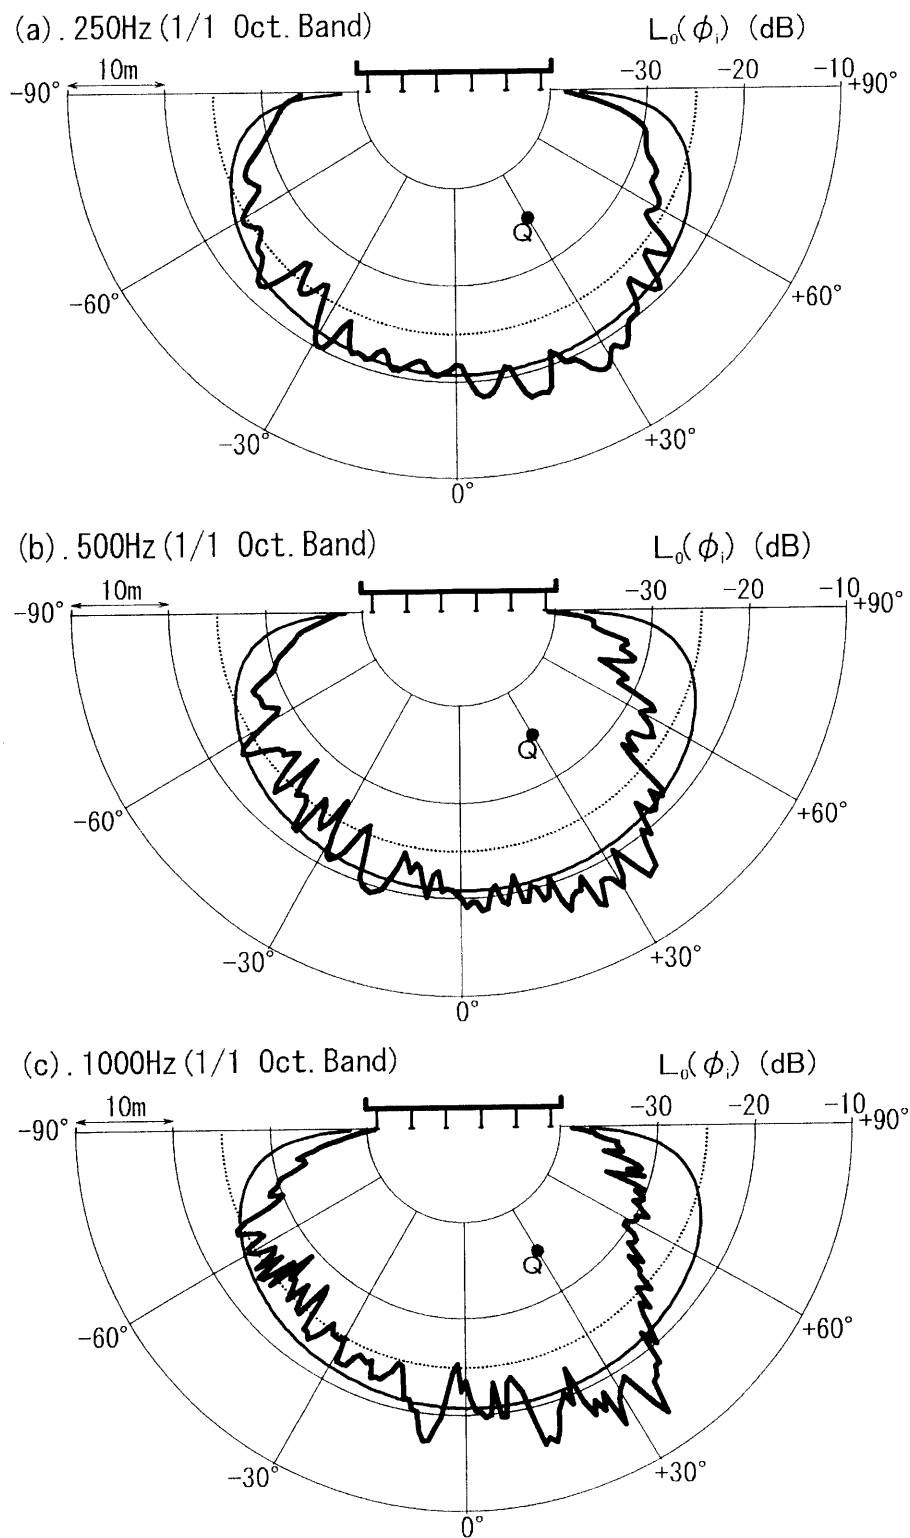 (a). 250Hz (1/1 Oct. Band) L₀(ϕᵢ) (dB)
10m -30 -20 -10
-90° +90°
Q
-60° +60°
-30° +30°
0°
(b). 500Hz (1/1 Oct. Band) L₀(ϕᵢ) (dB)
10m -30 -20 -10
-90° +90°
Q
-60° +60°
-30° +30°
0°
(c). 1000Hz (1/1 Oct. Band) L₀(ϕᵢ) (dB)
10m -30 -20 -10
-90° +90°
Q
-60° +60°
-30° +30°
0°